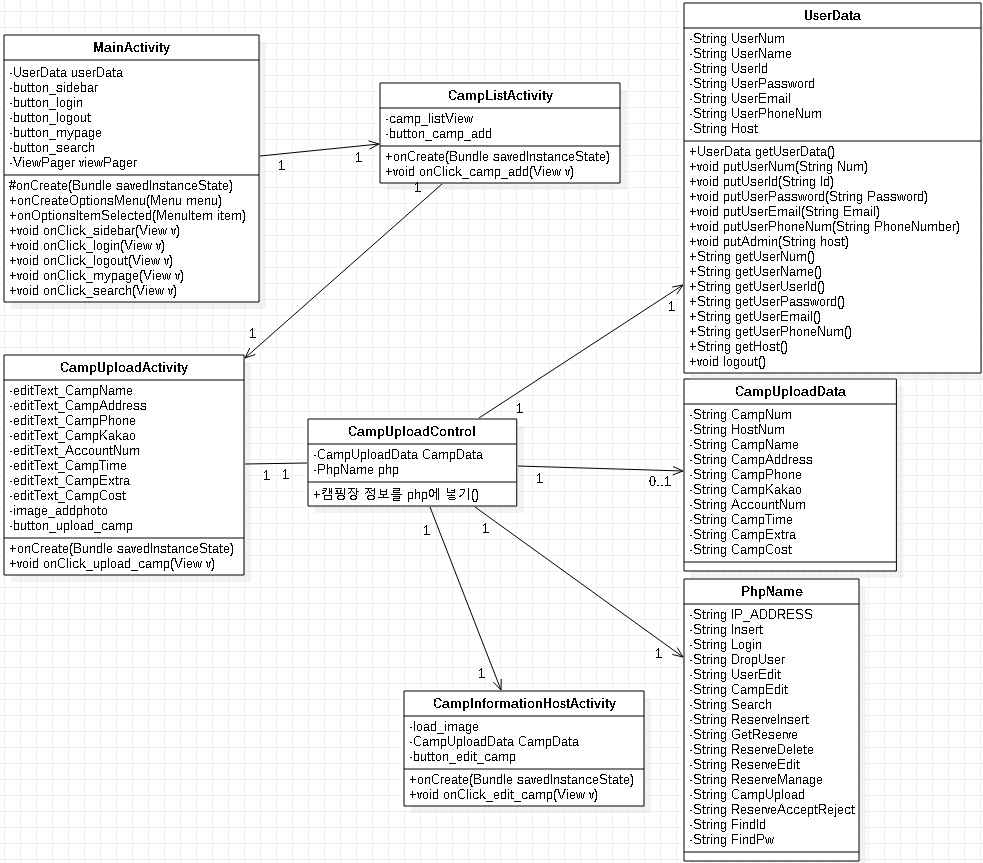 MainActivity
-UserData userData
-button_sidebar
-button_login
-button_logout
-button_mypage
-button_search
-ViewPager viewPager
#onCreate(Bundle savedInstanceState)
+onCreateOptionsMenu(Menu menu)
+onOptionsItemSelected(MenuItem item)
+void onClick_sidebar(View v)
+void onClick_login(View v)
+void onClick_logout(View v)
+void onClick_mypage(View v)
+void onClick_search(View v)
1
1
CampListActivity
-camp_listView
-button_camp_add
+onCreate(Bundle savedInstanceState)
+void onClick_camp_add(View v)
1
1
UserData
-String UserNum
-String UserName
-String UserId
-String UserPassword
-String UserEmail
-String UserPhoneNum
-String Host
+UserData getUserData()
+void putUserNum(String Num)
+void putUserId(String Id)
+void putUserPassword(String Password)
+void putUserEmail(String Email)
+void putUserPhoneNum(String PhoneNumber)
+void putAdmin(String host)
+String getUserNum()
+String getUserName()
+String getUserUserId()
+String getUserPassword()
+String getUserEmail()
+String getUserPhoneNum()
+String getHost()
+void logout()
CampUploadActivity
-editText_CampName
-editText_CampAddress
-editText_CampPhone
-editText_CampKakao
-editText_AccountNum
-editText_CampTime
-editText_CampExtra
-editText_CampCost
-image_addphoto
-button_upload_camp
+onCreate(Bundle savedInstanceState)
+void onClick_upload_camp(View v)
1 1
CampUploadControl
-CampUploadData CampData
-PhpName php
+캠핑장 정보를 php에 넣기()
1
1
1
0..1
1
1
1
1
CampUploadData
-String CampNum
-String HostNum
-String CampName
-String CampAddress
-String CampPhone
-String CampKakao
-String AccountNum
-String CampTime
-String CampExtra
-String CampCost
CampInformationHostActivity
-load_image
-CampUploadData CampData
-button_edit_camp
+onCreate(Bundle savedInstanceState)
+void onClick_edit_camp(View v)
PhpName
-String IP_ADDRESS
-String Insert
-String Login
-String DropUser
-String UserEdit
-String CampEdit
-String Search
-String ReserveInsert
-String GetReserve
-String ReserveDelete
-String ReserveEdit
-String ReserveManage
-String CampUpload
-String ReserveAcceptReject
-String FindId
-String FindPw